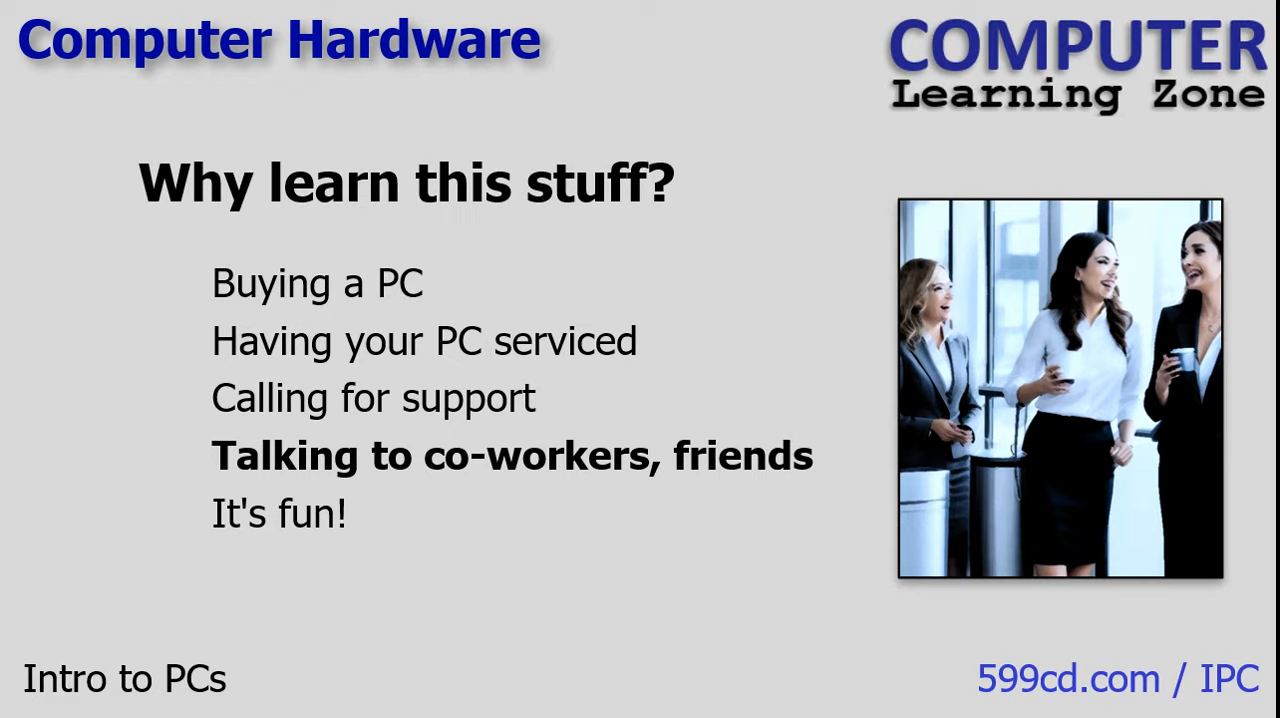 Computer Hardware
COMPUTER
Learning Zone
Why learn this stuff?
Buying a PC
Having your PC serviced
Calling for support
Talking to co-workers, friends
It's fun!
Intro to PCs
599cd.com / IPC